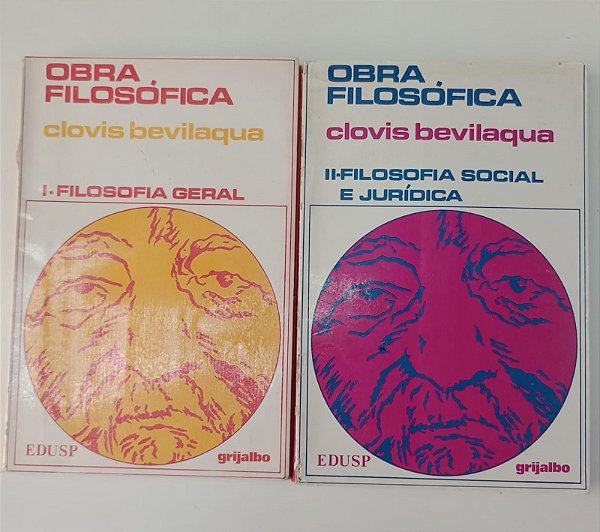 OBRA
FILOSÓFICA
clovis bevilaqua
I-FILOSOFIA GERAL
EDUSP
grijalbo
OBRA
FILOSÓFICA
clovis bevilaqua
II-FILOSOFIA SOCIAL
E JURÍDICA
EDUSP
grijalbo